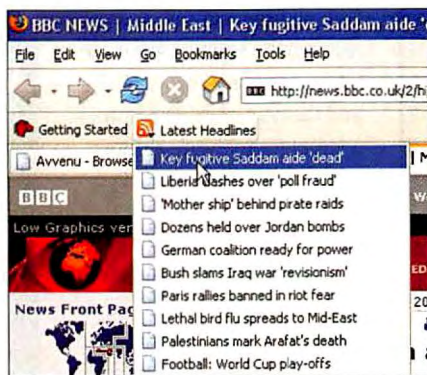 BBC NEWS | Middle East | Key fugitive Saddam aide '
File Edit View Go Bookmarks Tools Help
http://news.bbc.co.uk/2/hi
Getting Started Latest Headlines
Avvenu - Browse
Key fugitive Saddam aide 'dead'
BBC
Liberia clashes over 'poll fraud'
'Mother ship' behind pirate raids
Low Graphics ver
Dozens held over Jordan bombs
German coalition ready for power
Bush slams Iraq war 'revisionism'
Paris rallies banned in riot fear
News Front Pag
Lethal bird flu spreads to Mid-East
Palestinians mark Arafat's death
Football: World Cup play-offs